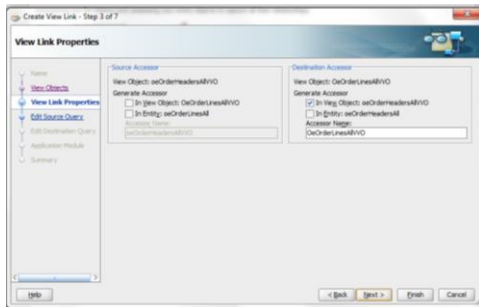 Create View Link - Step 3 of 7
View Link Properties
Name
View Objects
View Link Properties
Edit Source Query
Edit Destination Query
Application Module
Summary
Source Accessor
View Object: oeOrderHeadersAllVO
Generate Accessor
In View Object: OeOrderLinesAllVO
In Entity: oeOrderLinesAll
Accessor Name:
oeOrderHeadersAllVO
Destination Accessor
View Object: OeOrderLinesAllVO
Generate Accessor
In View Object: oeOrderHeadersAllVO
In Entity: oeOrderHeadersAll
Accessor Name:
OeOrderLinesAllVO
Help
< Back
Next >
Finish
Cancel